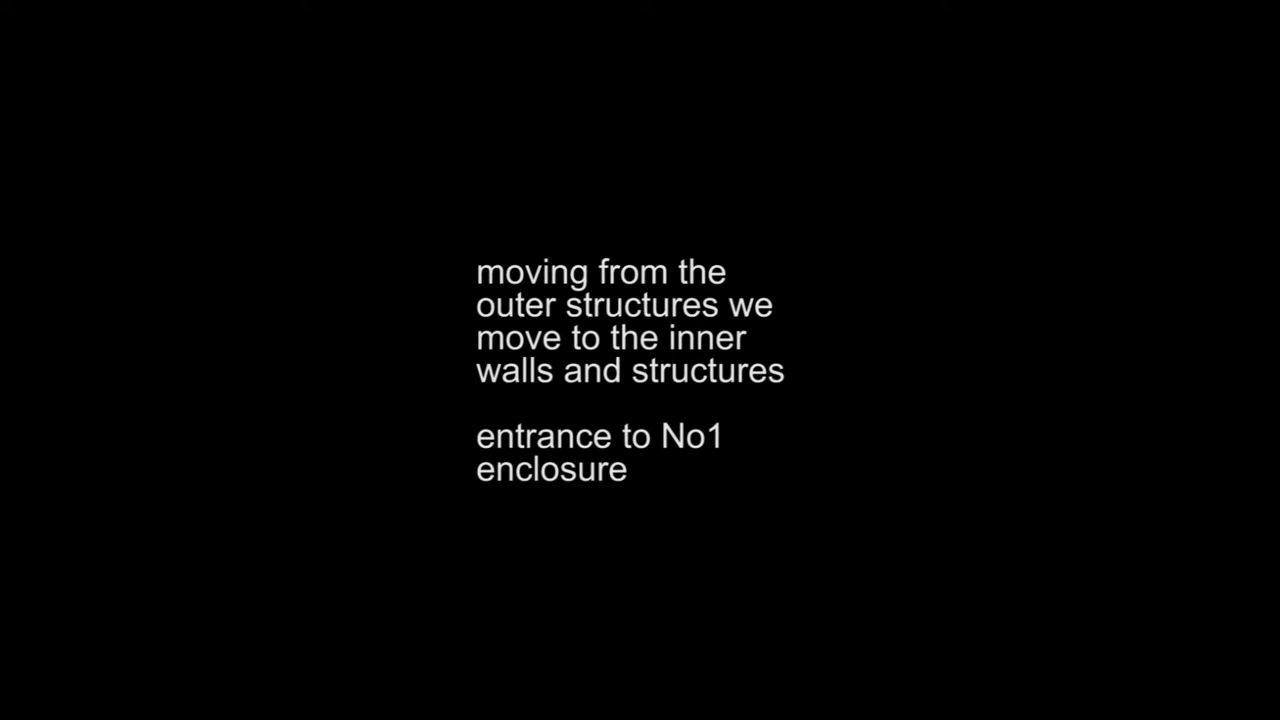 moving from the
outer structures we
move to the inner
walls and structures
entrance to No1
enclosure